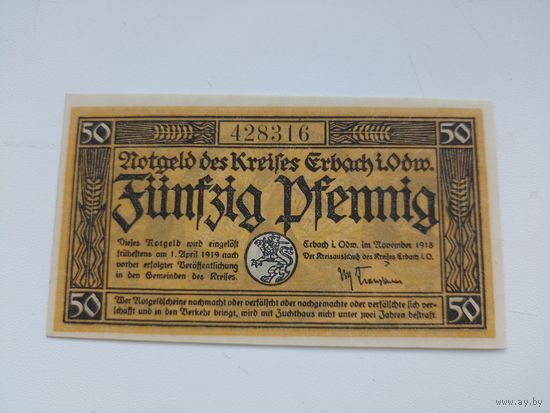 50 428316 50
Notgeld des Kreises Erbach i. Odw.
Fünfzig Pfennig
Dieses Notgeld wird eingelöst
frühestens am 1. April 1919 nach
vorher erfolgter Veröffentlichung
in den Gemeinden des Kreises.
Erbach i. Odw. im November 1918
Der Kreisausschuß des Kreises Erbach i. O.
50 50
Wer Notgeldscheine nachmacht oder verfälscht oder nachgemachte oder verfälschte sich ver-
schafft und in den Verkehr bringt, wird mit Zuchthaus nicht unter zwei Jahren bestraft.
www.ay.by